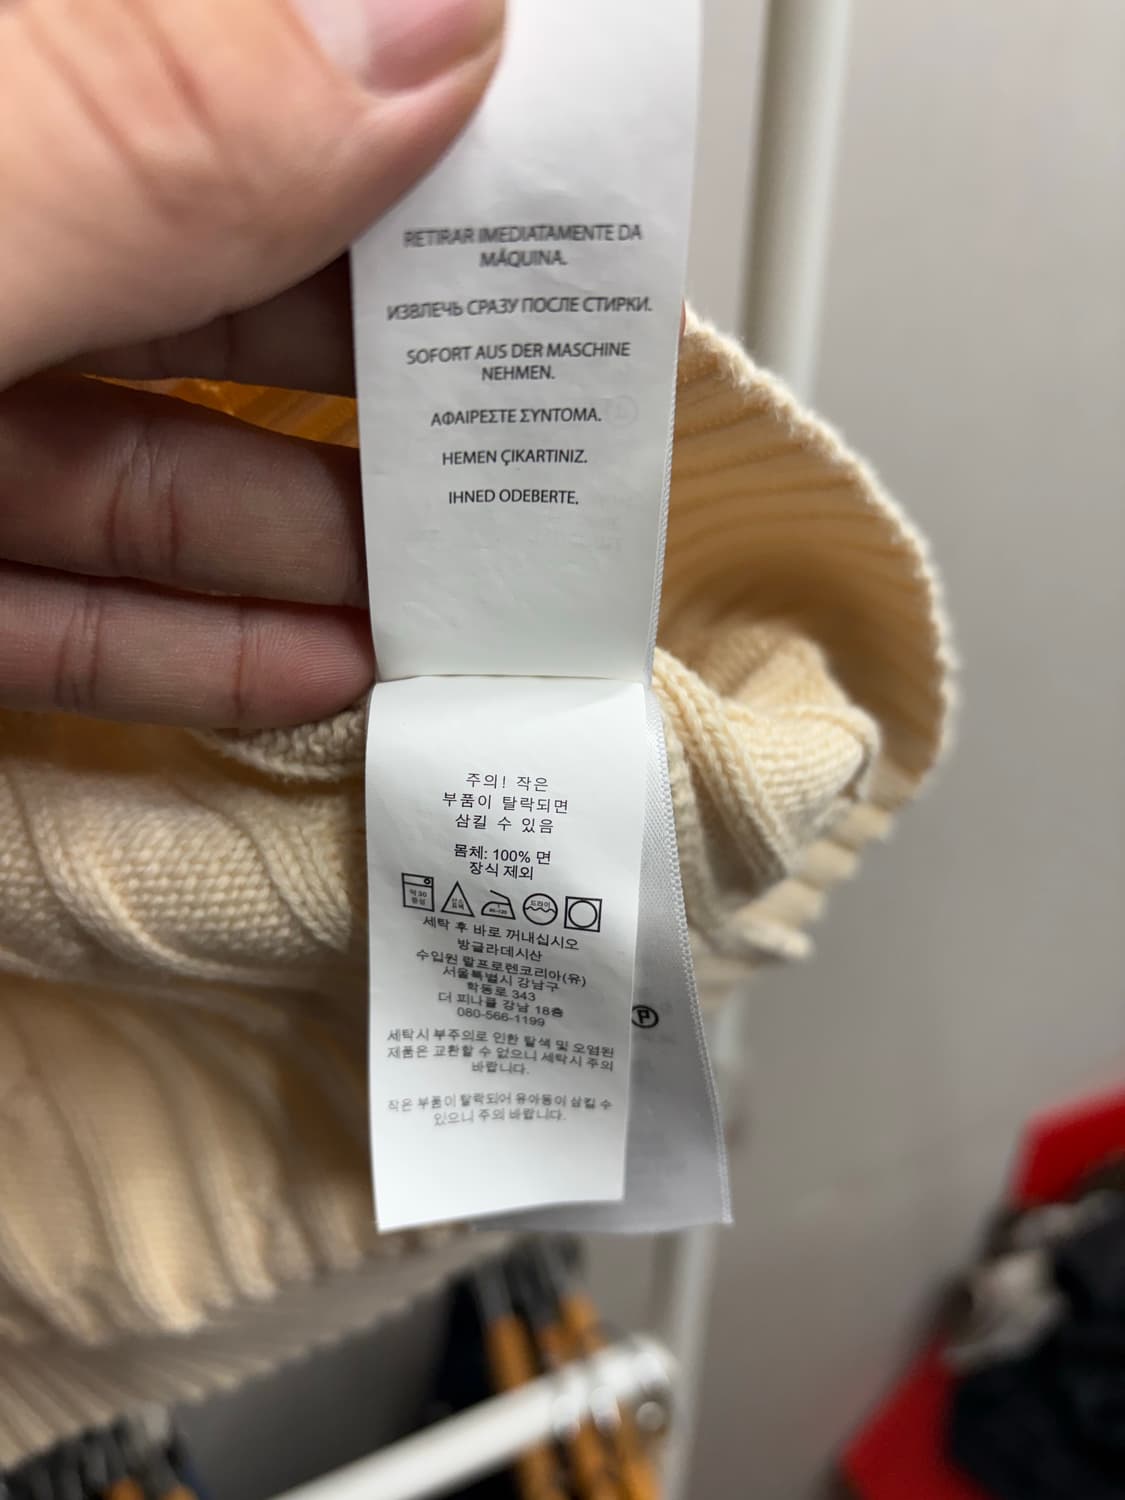 RETIRAR IMEDIATAMENTE DA
MÁQUINA.
ИЗВЛЕЧЬ СРАЗУ ПОСЛЕ СТИРКИ.
SOFORT AUS DER MASCHINE
NEHMEN.
ΑΦΑΙΡΕΣΤΕ ΣΥΝΤΟΜΑ.
HEMEN ÇIKARTINIZ.
IHNED ODEBERTE.
주의! 작은
부품이 탈락되면
삼킬 수 있음
몸체: 100% 면
장식 제외
약 30
중성
드라이
세탁 후 바로 꺼내십시오
방글라데시산
수입원 랄프로렌코리아(유)
서울특별시 강남구
학동로 343
더 피나클 강남 18층
080-566-1199
세탁시 부주의로 인한 탈색 및 오염된
제품은 교환할 수 없으니 세탁시 주의
바랍니다.
작은 부품이 탈락되어 유아동이 삼킬 수
있으니 주의 바랍니다.
P